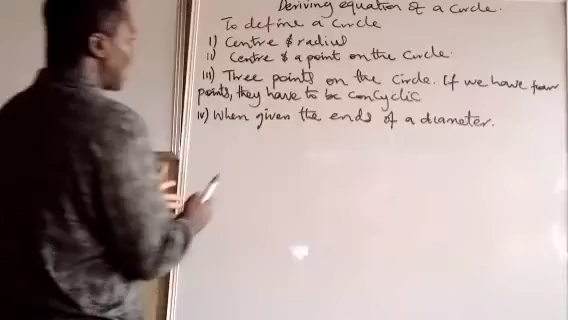 Deriving equation of a circle.
To define a circle
i) Centre & radius
ii) Centre & a point on the circle.
iii) Three points on the circle. If we have four
points, they have to be concyclic
iv) When given the ends of a diameter.